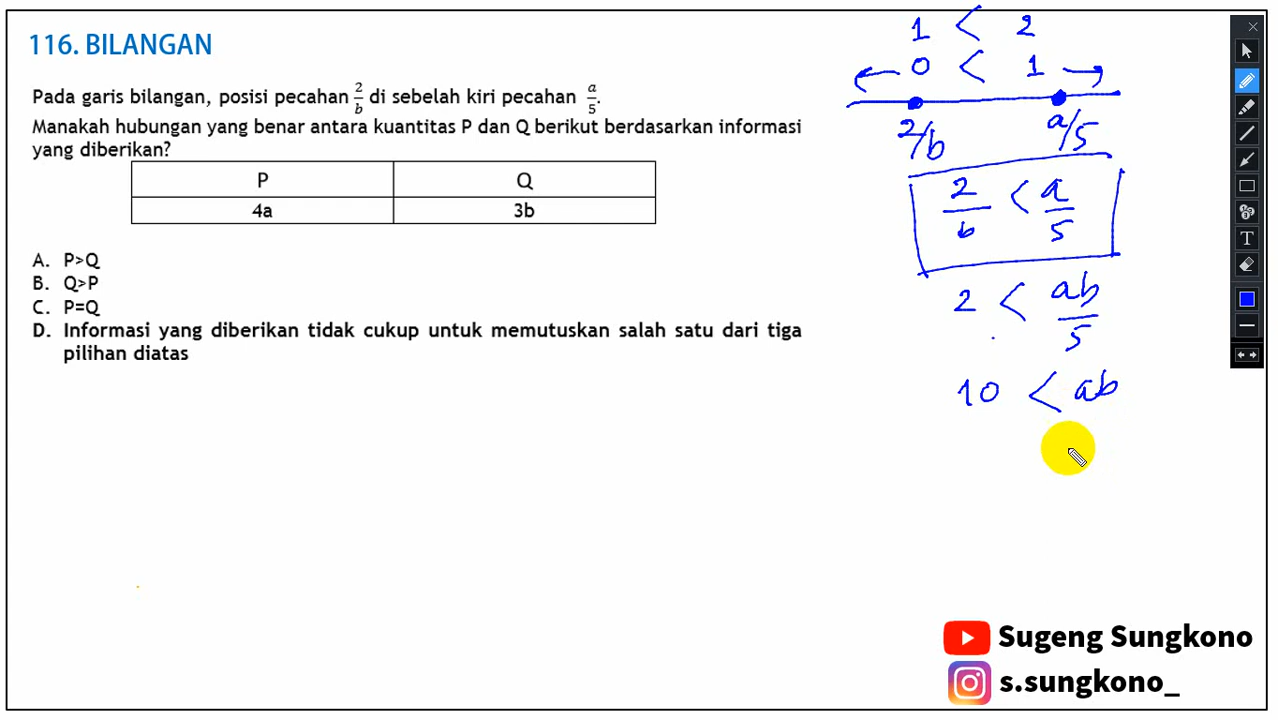 116. BILANGAN
Pada garis bilangan, posisi pecahan 2/b di sebelah kiri pecahan a/5.
Manakah hubungan yang benar antara kuantitas P dan Q berikut berdasarkan informasi
yang diberikan?
P Q
4a 3b
A. P>Q
B. Q>P
C. P=Q
D. Informasi yang diberikan tidak cukup untuk memutuskan salah satu dari tiga
pilihan diatas
1 < 2
0 < 1
2/b a/5
2/b < a/5
2 < ab/5
10 < ab
T
Sugeng Sungkono
s.sungkono_